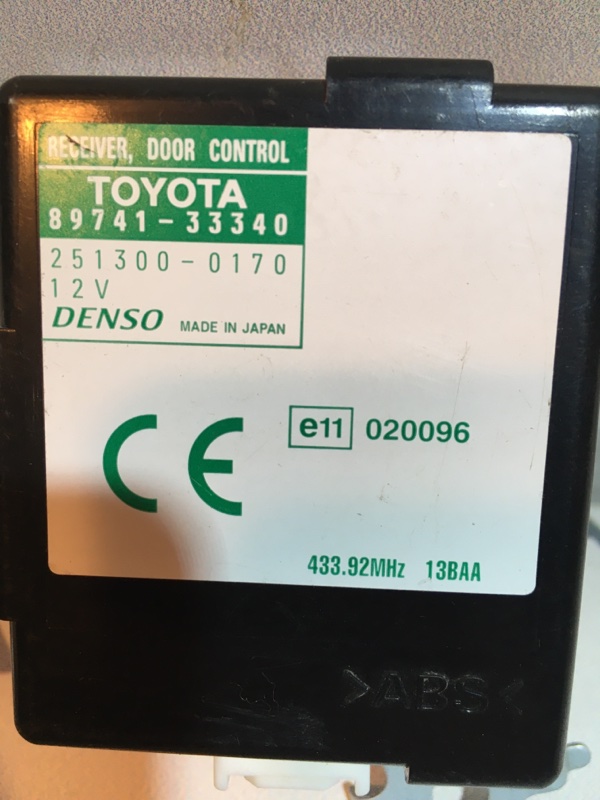 RECEIVER, DOOR CONTROL
TOYOTA
89741-33340
251300-0170
12V
DENSO MADE IN JAPAN
CE e11 020096
433.92MHz 13BAA
>ABS<